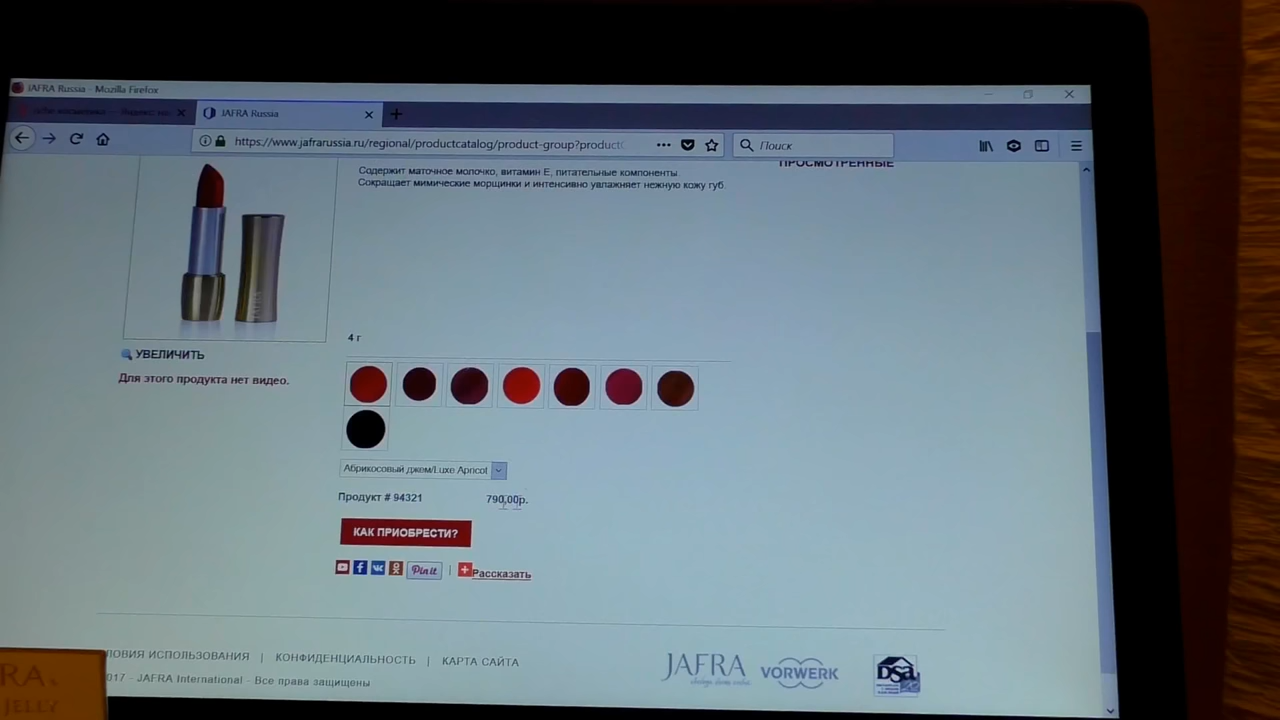 JAFRA Russia - Mozilla Firefox
JAFRA Russia
https://www.jafrarussia.ru/regional/productcatalog/product-group?product
Поиск
ПРОСМОТРЕННЫЕ
Содержит маточное молочко, витамин Е, питательные компоненты.
Сокращает мимические морщинки и интенсивно увлажняет нежную кожу губ.
JAFRA
4 г
УВЕЛИЧИТЬ
Для этого продукта нет видео.
Абрикосовый джем/Luxe Apricot
Продукт # 94321 790,00р.
КАК ПРИОБРЕСТИ?
Pin it | Рассказать
ЛОВИЯ ИСПОЛЬЗОВАНИЯ | КОНФИДЕНЦИАЛЬНОСТЬ | КАРТА САЙТА
017 - JAFRA International - Все права защищены
JAFRA
VORWERK
DSA
RA
JELLY